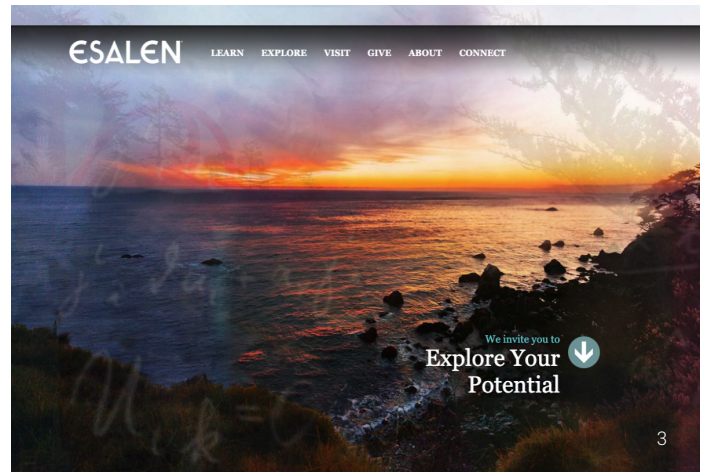 ESALEN
LEARN EXPLORE VISIT GIVE ABOUT CONNECT
We invite you to
Explore Your
Potential
3